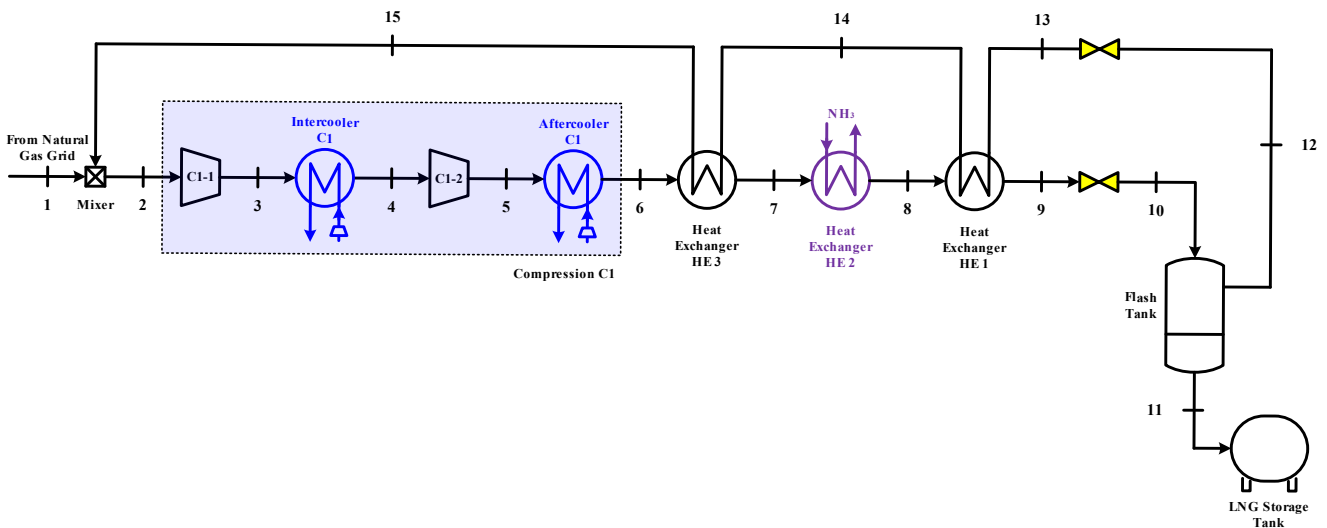 15
14
13
From Natural
Gas Grid
1
Mixer
2
C1-1
3
Intercooler
C1
4
C1-2
5
Aftercooler
C1
6
Compression C1
Heat
Exchanger
HE 3
7
NH3
Heat
Exchanger
HE 2
8
Heat
Exchanger
HE 1
9
10
12
Flash
Tank
11
LNG Storage
Tank